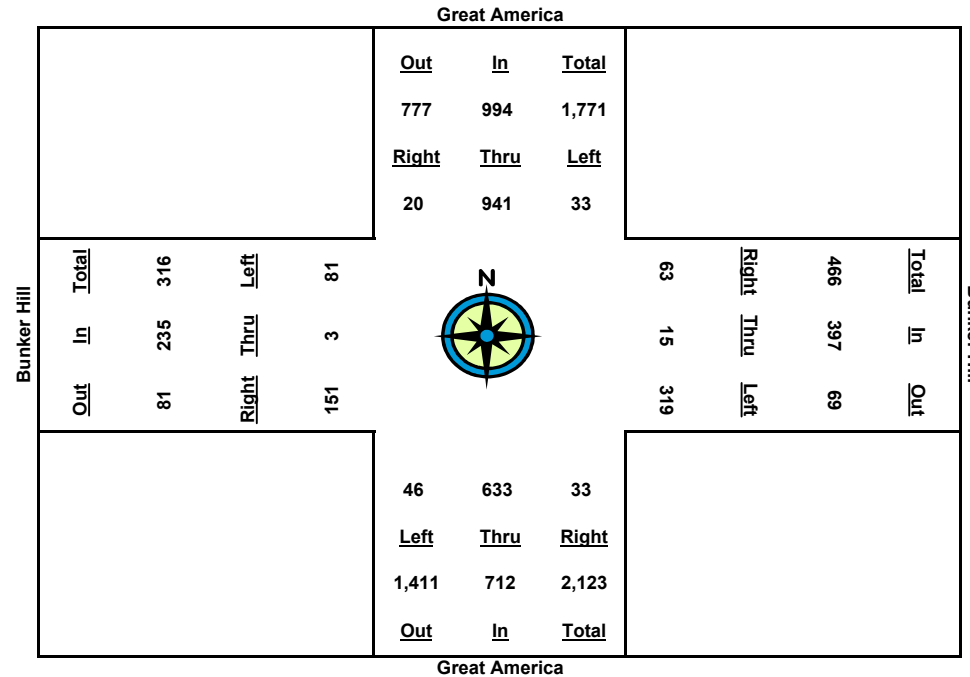 Great America
Out In Total
777 994 1,771
Right Thru Left
20 941 33
Bunker Hill
Total 316 Left 81
In 235 Thru 3
Out 81 Right 151
N
63 Right 466 Total
15 Thru 397 In
319 Left 69 Out
46 633 33
Left Thru Right
1,411 712 2,123
Out In Total
Great America